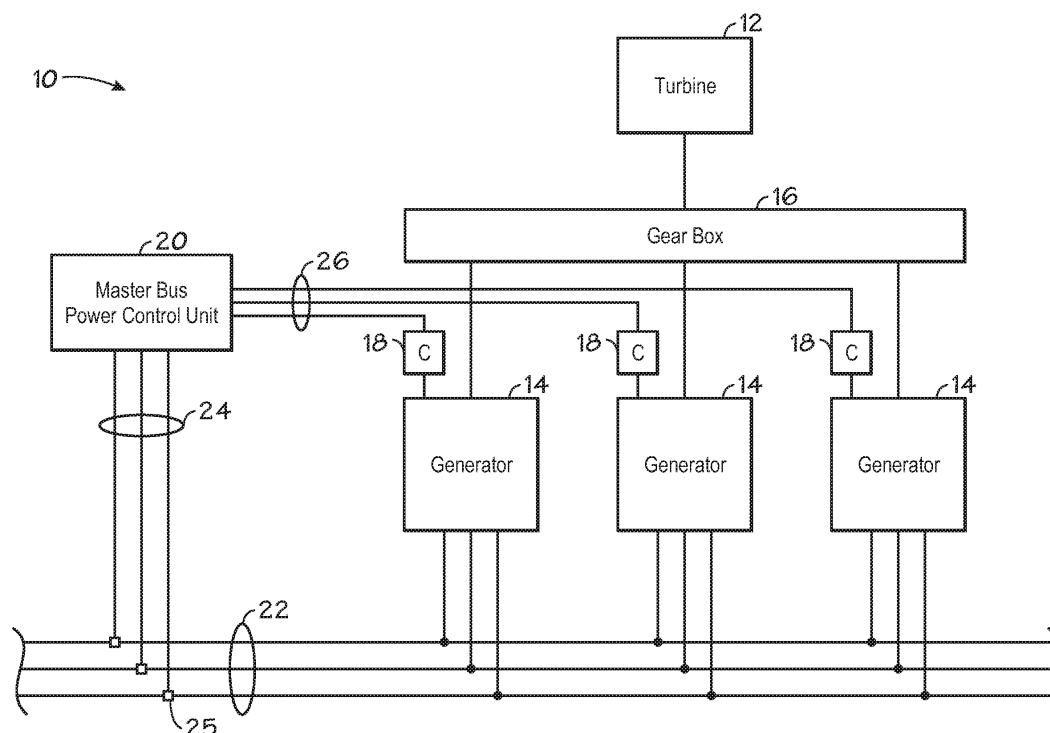 12
10
Turbine
16
Gear Box
20
26
Master Bus
Power Control Unit
18 C
18 C
18 C
14
14
14
24
Generator
Generator
Generator
22
25